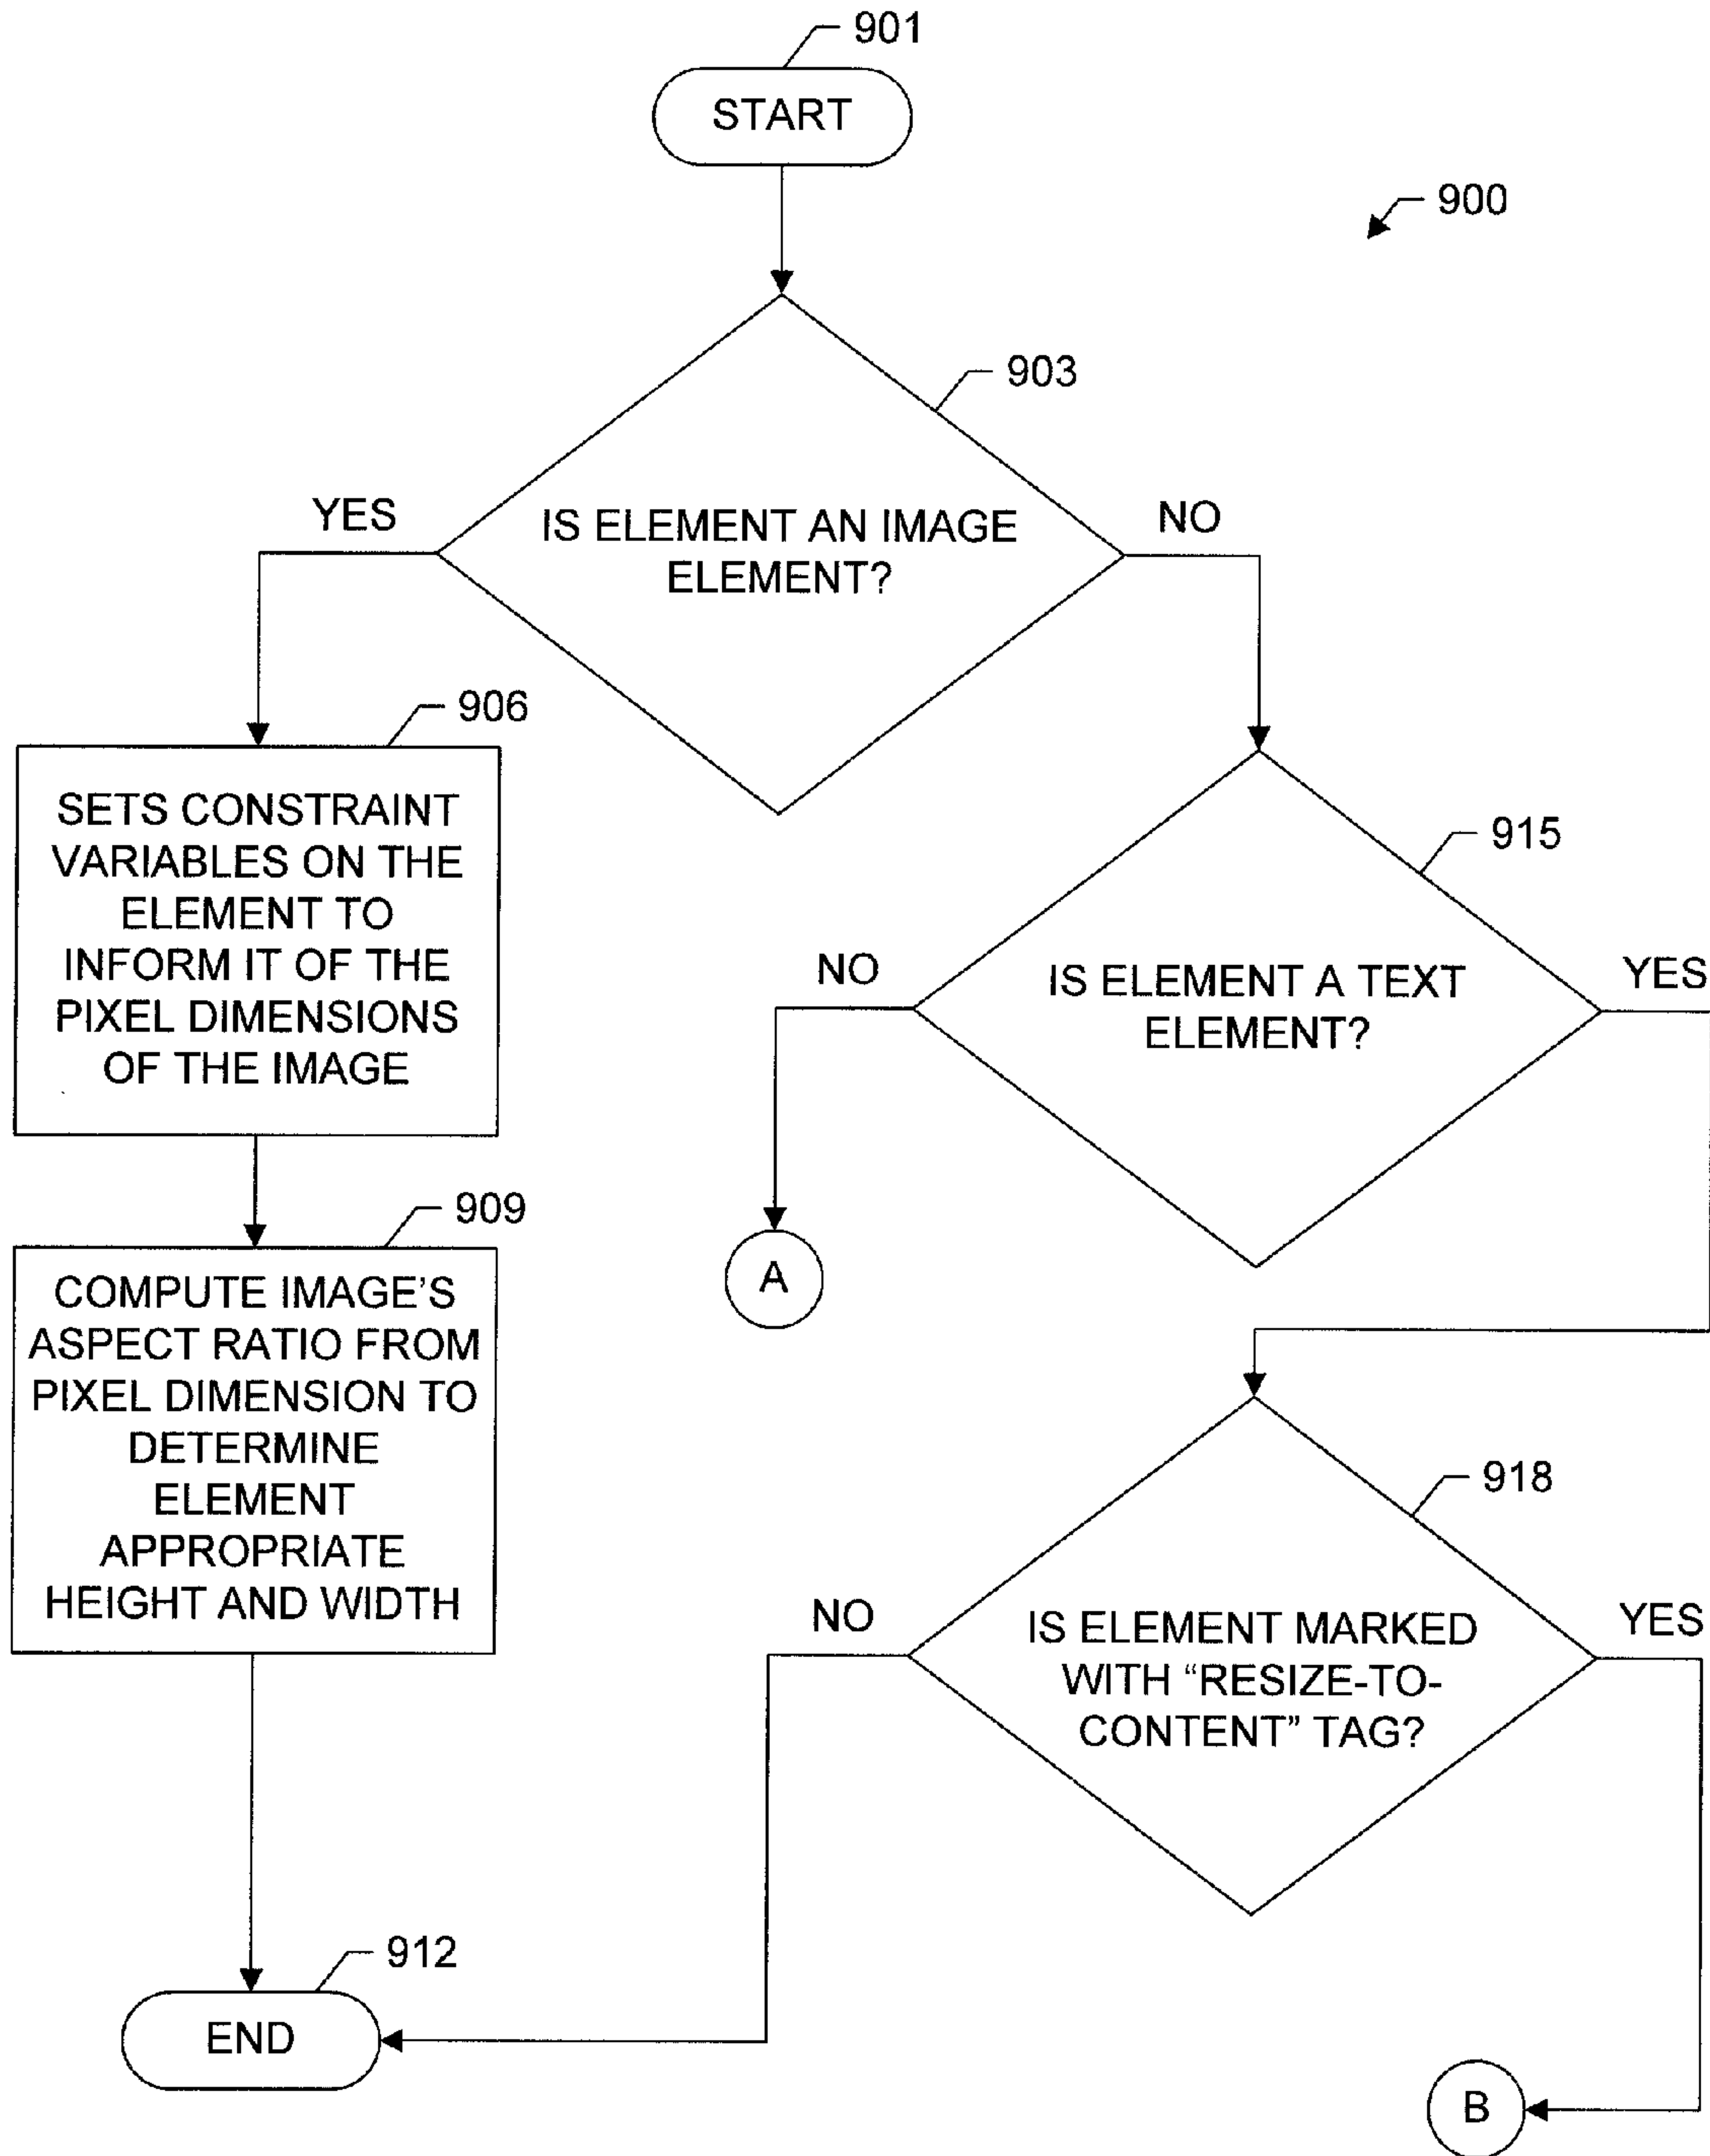 901
START
900
903
YES
IS ELEMENT AN IMAGE
ELEMENT?
NO
906
SETS CONSTRAINT
VARIABLES ON THE
ELEMENT TO
INFORM IT OF THE
PIXEL DIMENSIONS
OF THE IMAGE
915
NO
IS ELEMENT A TEXT
ELEMENT?
YES
909
COMPUTE IMAGE’S
ASPECT RATIO FROM
PIXEL DIMENSION TO
DETERMINE
ELEMENT
APPROPRIATE
HEIGHT AND WIDTH
A
918
NO
IS ELEMENT MARKED
WITH “RESIZE-TO-
CONTENT” TAG?
YES
912
END
B